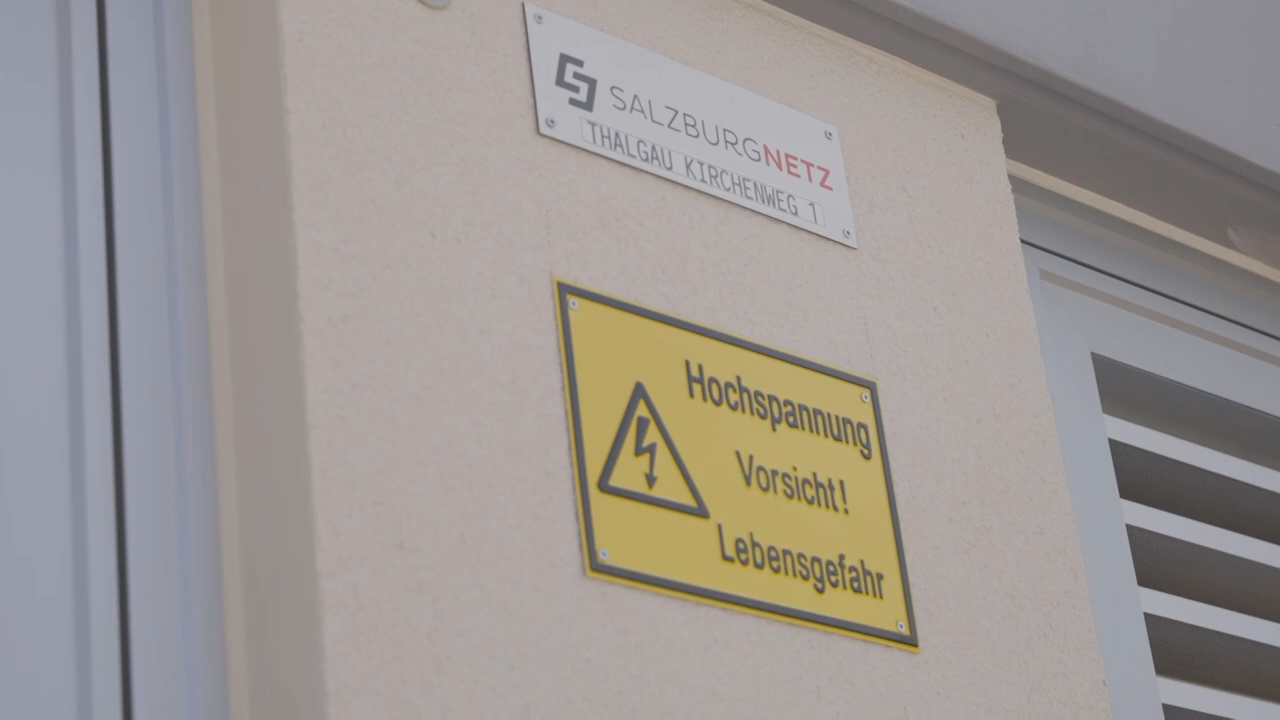 SALZBURGNETZ
THALGAU KIRCHENWEG 1
Hochspannung
Vorsicht!
Lebensgefahr